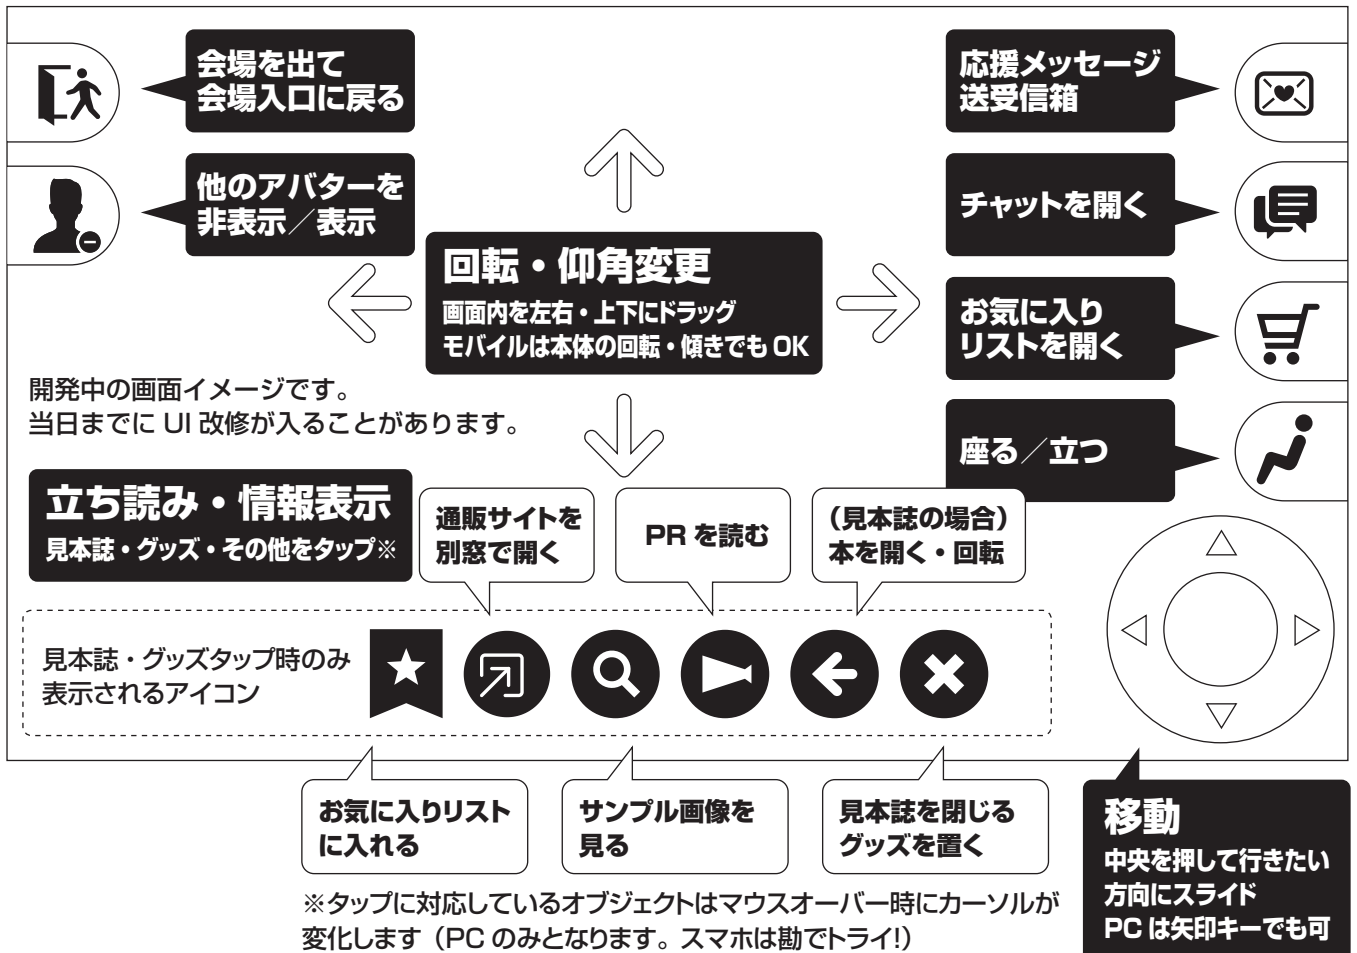 会場を出て
会場入口に戻る
他のアバターを
非表示／表示
応援メッセージ
送受信箱
チャットを開く
お気に入り
リストを開く
座る／立つ
回転・仰角変更
画面内を左右・上下にドラッグ
モバイルは本体の回転・傾きでも OK
開発中の画面イメージです。
当日までに UI 改修が入ることがあります。
立ち読み・情報表示
見本誌・グッズ・その他をタップ※
通販サイトを
別窓で開く
PR を読む
（見本誌の場合）
本を開く・回転
見本誌・グッズタップ時のみ
表示されるアイコン
お気に入りリスト
に入れる
サンプル画像を
見る
見本誌を閉じる
グッズを置く
移動
中央を押して行きたい
方向にスライド
PC は矢印キーでも可
※タップに対応しているオブジェクトはマウスオーバー時にカーソルが
変化します（PC のみとなります。スマホは勘でトライ!）